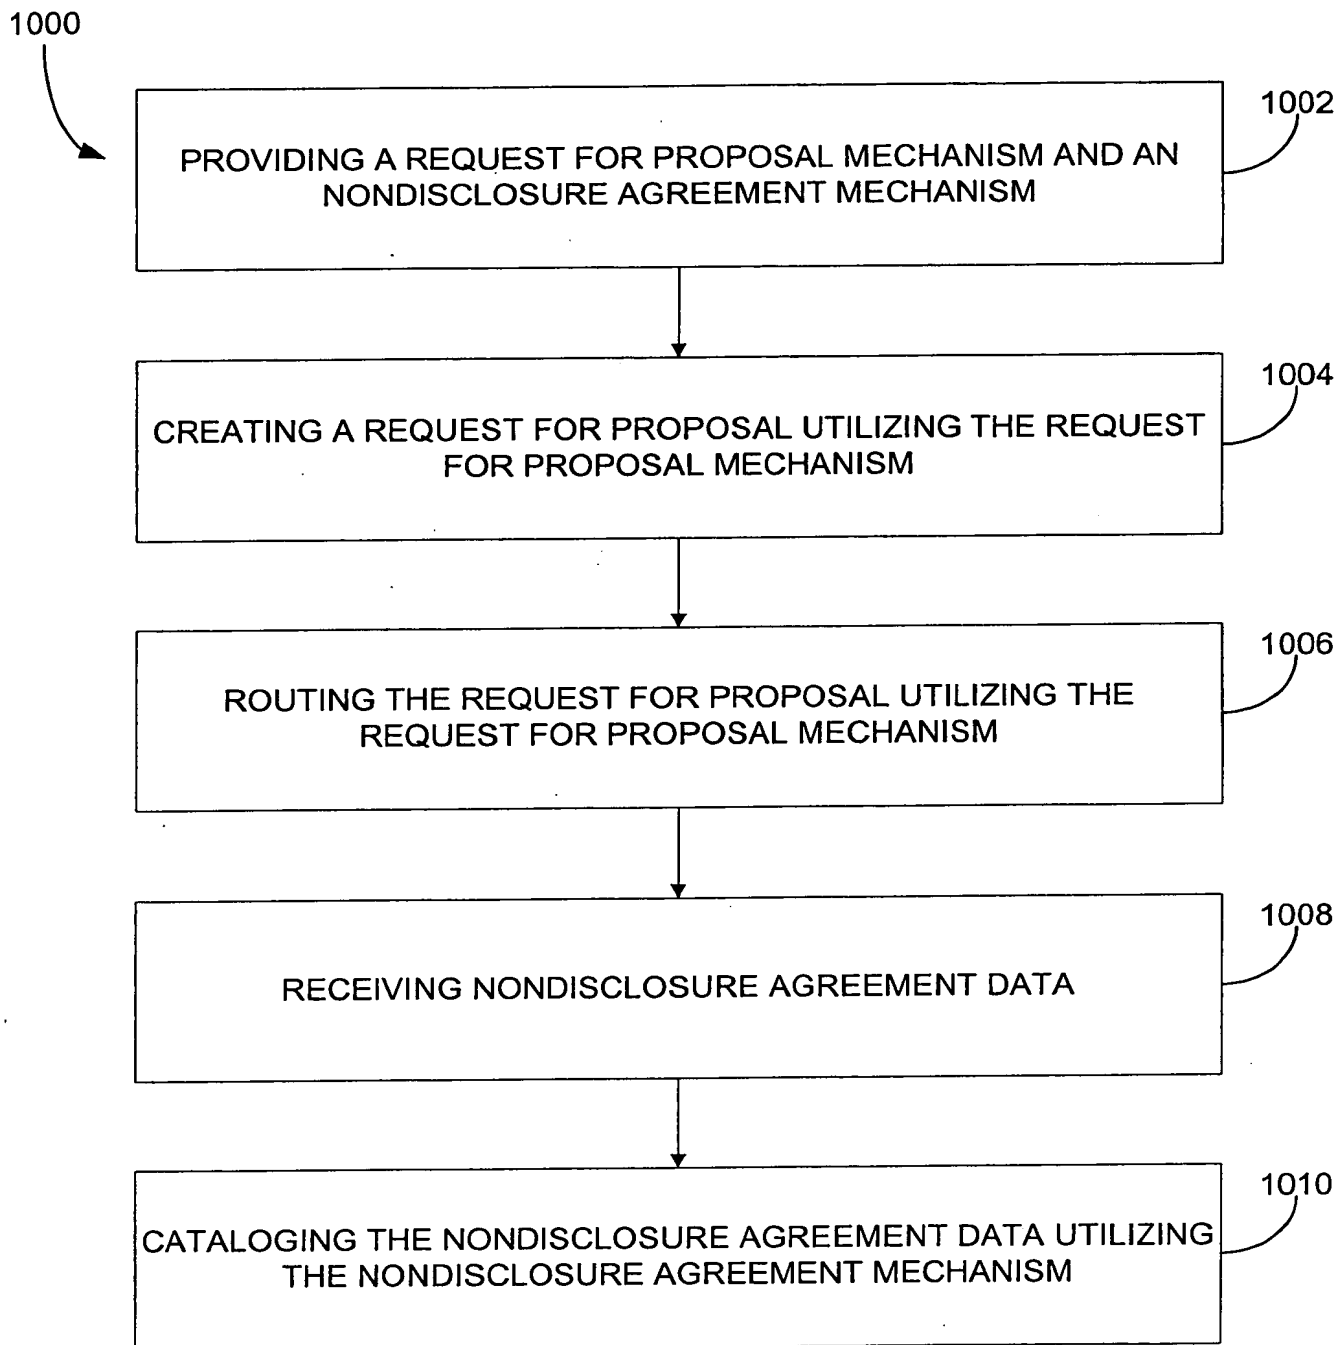 1000
1002
PROVIDING A REQUEST FOR PROPOSAL MECHANISM AND AN
NONDISCLOSURE AGREEMENT MECHANISM
1004
CREATING A REQUEST FOR PROPOSAL UTILIZING THE REQUEST
FOR PROPOSAL MECHANISM
1006
ROUTING THE REQUEST FOR PROPOSAL UTILIZING THE
REQUEST FOR PROPOSAL MECHANISM
1008
RECEIVING NONDISCLOSURE AGREEMENT DATA
1010
CATALOGING THE NONDISCLOSURE AGREEMENT DATA UTILIZING
THE NONDISCLOSURE AGREEMENT MECHANISM